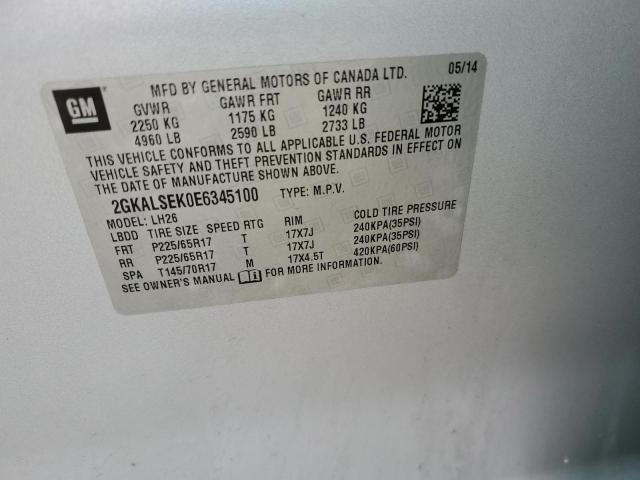 GM
MFD BY GENERAL MOTORS OF CANADA LTD.
05/14
GVWR GAWR FRT GAWR RR
2250 KG 1175 KG 1240 KG
4960 LB 2590 LB 2733 LB
THIS VEHICLE CONFORMS TO ALL APPLICABLE U.S. FEDERAL MOTOR
VEHICLE SAFETY AND THEFT PREVENTION STANDARDS IN EFFECT ON
THE DATE OF MANUFACTURE SHOWN ABOVE.
2GKALSEK0E6345100 TYPE: M.P.V.
MODEL: LH26
LBDD TIRE SIZE SPEED RTG RIM COLD TIRE PRESSURE
FRT P225/65R17 T 17X7J 240KPA(35PSI)
RR P225/65R17 T 17X7J 240KPA(35PSI)
SPA T145/70R17 M 17X4.5T 420KPA(60PSI)
SEE OWNER'S MANUAL FOR MORE INFORMATION.